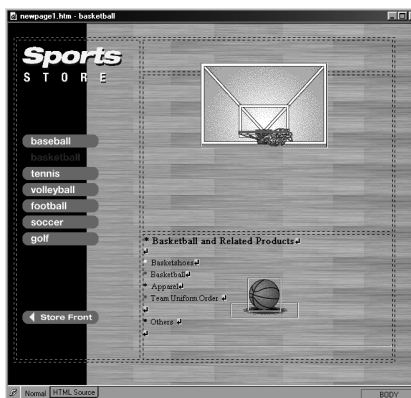 newpage1.htm - basketball
Sports
STORE
baseball
basketball
tennis
volleyball
football
soccer
golf
* Basketball and Related Products
* Basketshoes
* Basketball
* Apparel
* Team Uniform Order
* Others
Store Front
Normal HTML Source
BODY